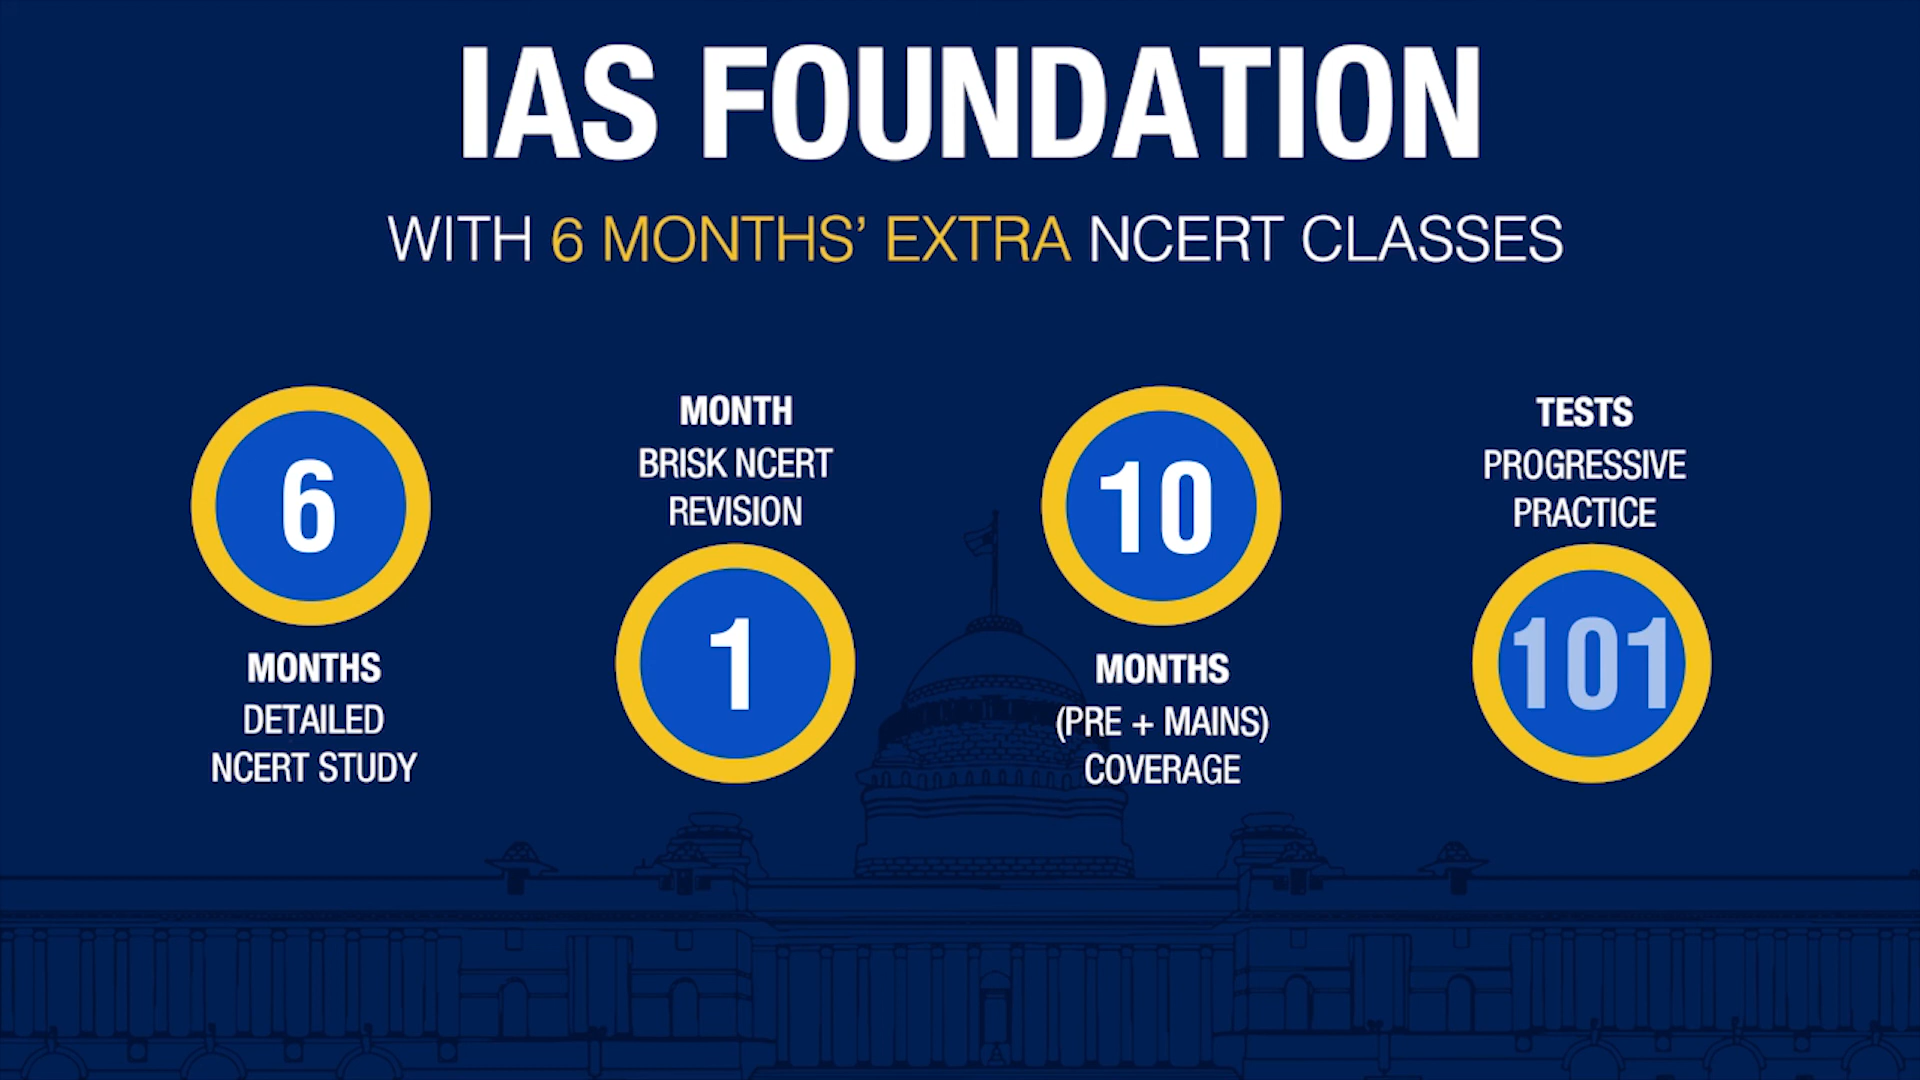 IAS FOUNDATION
WITH 6 MONTHS’ EXTRA NCERT CLASSES
6
MONTHS
DETAILED
NCERT STUDY
MONTH
BRISK NCERT
REVISION
1
10
MONTHS
(PRE + MAINS)
COVERAGE
TESTS
PROGRESSIVE
PRACTICE
101